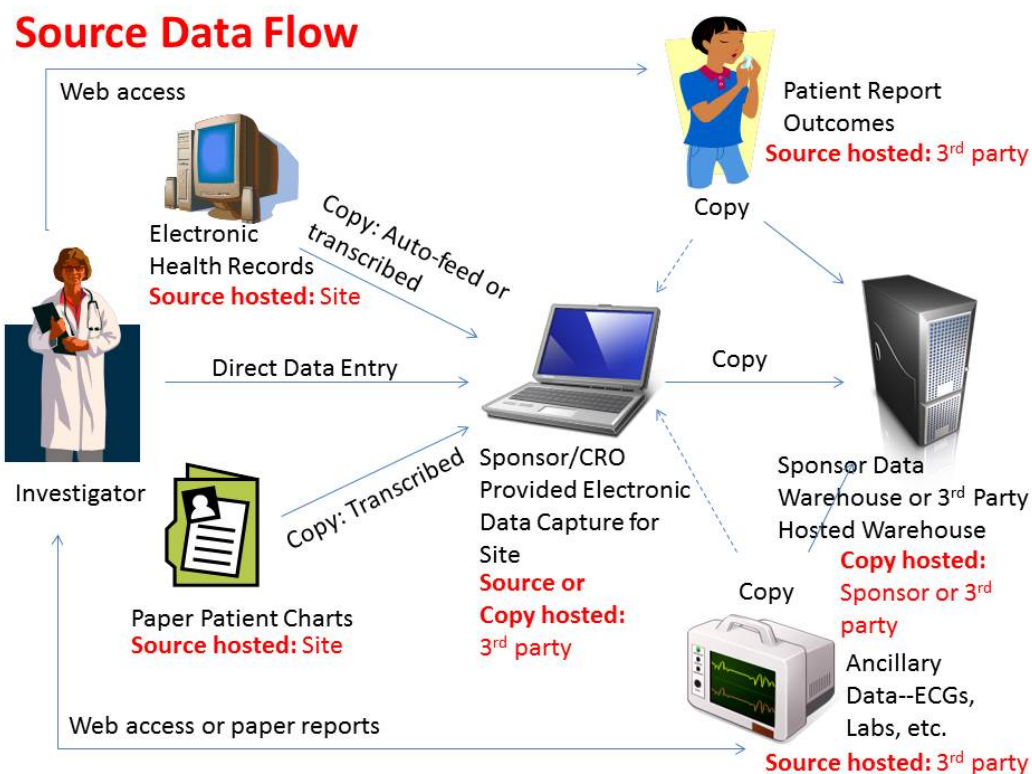 Source Data Flow
Web access
Patient Report
Outcomes
Source hosted: 3rd party
Copy
Electronic
Health Records
Source hosted: Site
Copy: Auto-feed or
transcribed
Direct Data Entry
Copy
Investigator
Copy: Transcribed
Paper Patient Charts
Source hosted: Site
Sponsor/CRO
Provided Electronic
Data Capture for
Site
Source or
Copy hosted:
3rd party
Sponsor Data
Warehouse or 3rd Party
Hosted Warehouse
Copy hosted:
Sponsor or 3rd
party
Copy
Ancillary
Data--ECGs,
Labs, etc.
Source hosted: 3rd party
Web access or paper reports